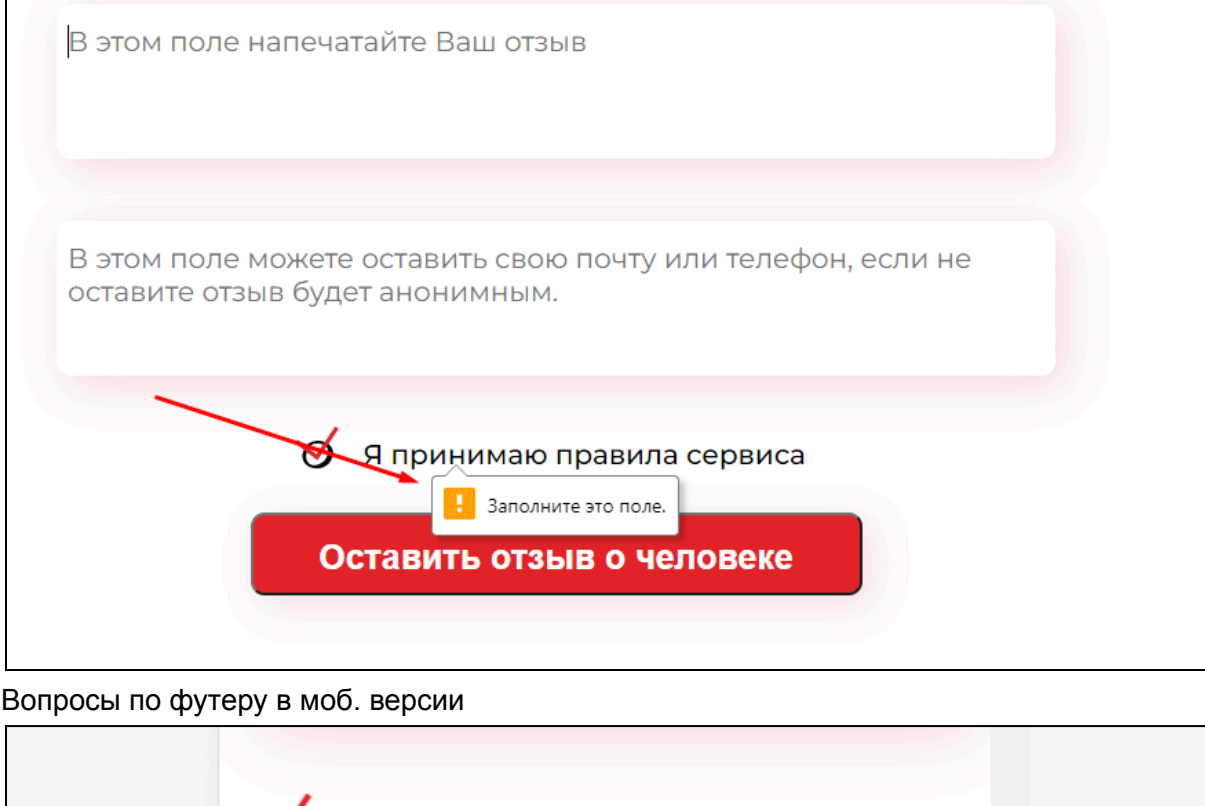 В этом поле напечатайте Ваш отзыв
В этом поле можете оставить свою почту или телефон, если не
оставите отзыв будет анонимным.
Я принимаю правила сервиса
Заполните это поле.
Оставить отзыв о человеке
Вопросы по футеру в моб. версии